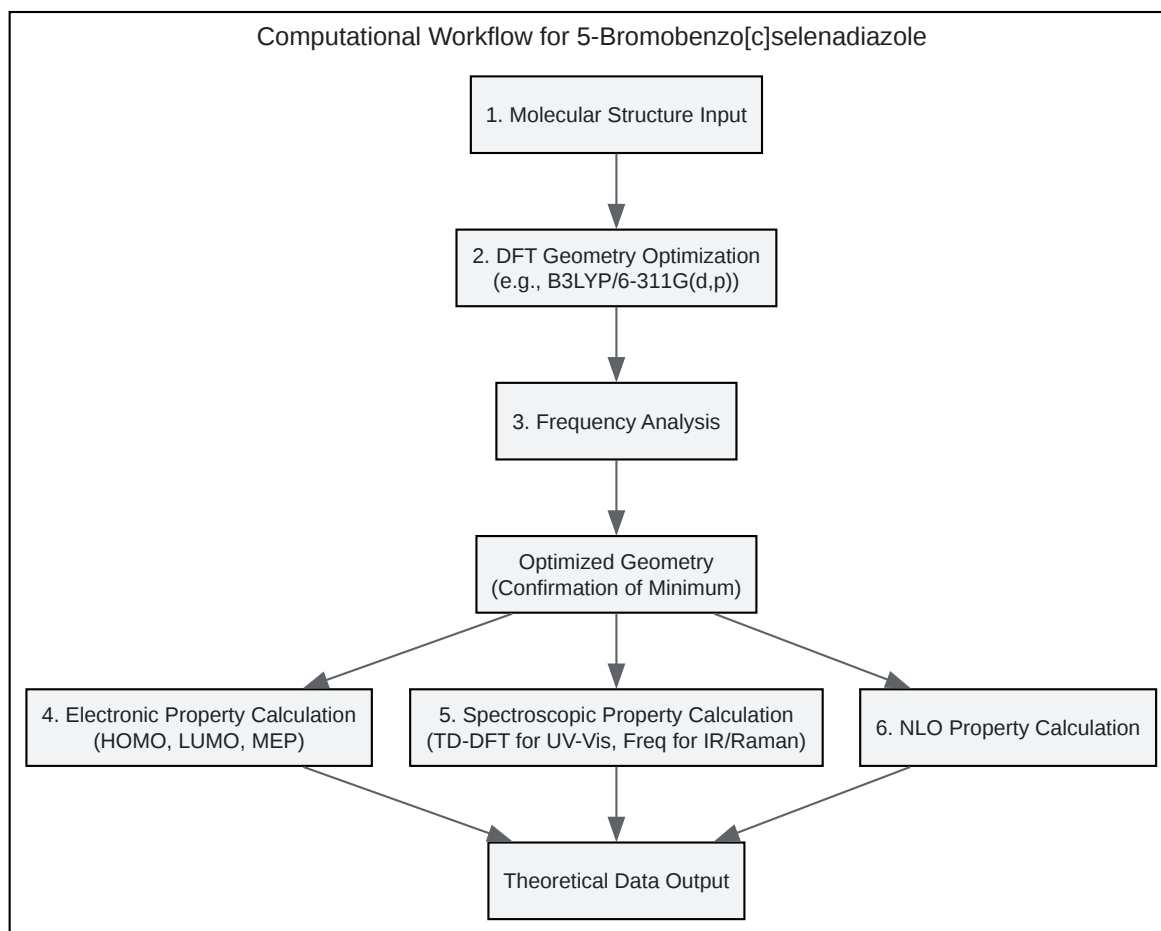 Computational Workflow for 5-Bromobenzo[c]selenadiazole
1. Molecular Structure Input
2. DFT Geometry Optimization
(e.g., B3LYP/6-311G(d,p))
3. Frequency Analysis
Optimized Geometry
(Confirmation of Minimum)
4. Electronic Property Calculation
(HOMO, LUMO, MEP)
5. Spectroscopic Property Calculation
(TD-DFT for UV-Vis, Freq for IR/Raman)
6. NLO Property Calculation
Theoretical Data Output